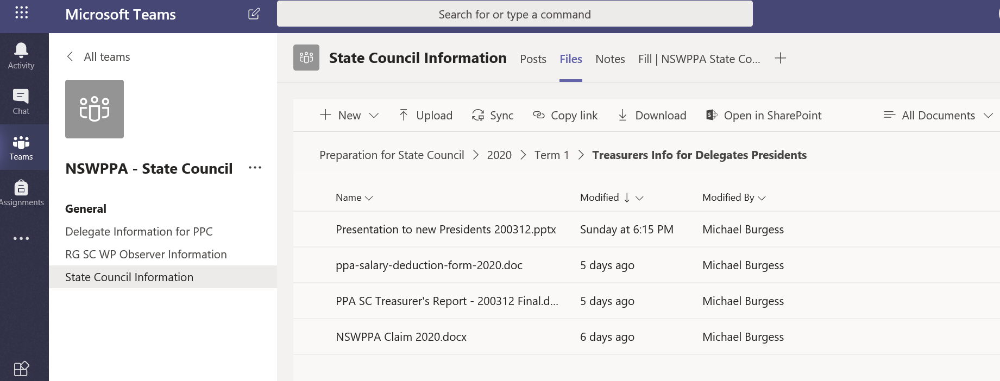 Microsoft Teams
Search for or type a command
Activity
Chat
Teams
Assignments
All teams
NSWPPA - State Council
General
Delegate Information for PPC
RG SC WP Observer Information
State Council Information
State Council Information Posts Files Notes Fill | NSWPPA State Co...
New Upload Sync Copy link Download Open in SharePoint All Documents
Preparation for State Council > 2020 > Term 1 > Treasurers Info for Delegates Presidents
Name Modified Modified By
Presentation to new Presidents 200312.pptx Sunday at 6:15 PM Michael Burgess
ppa-salary-deduction-form-2020.doc 5 days ago Michael Burgess
PPA SC Treasurer's Report - 200312 Final.d... 5 days ago Michael Burgess
NSWPPA Claim 2020.docx 6 days ago Michael Burgess